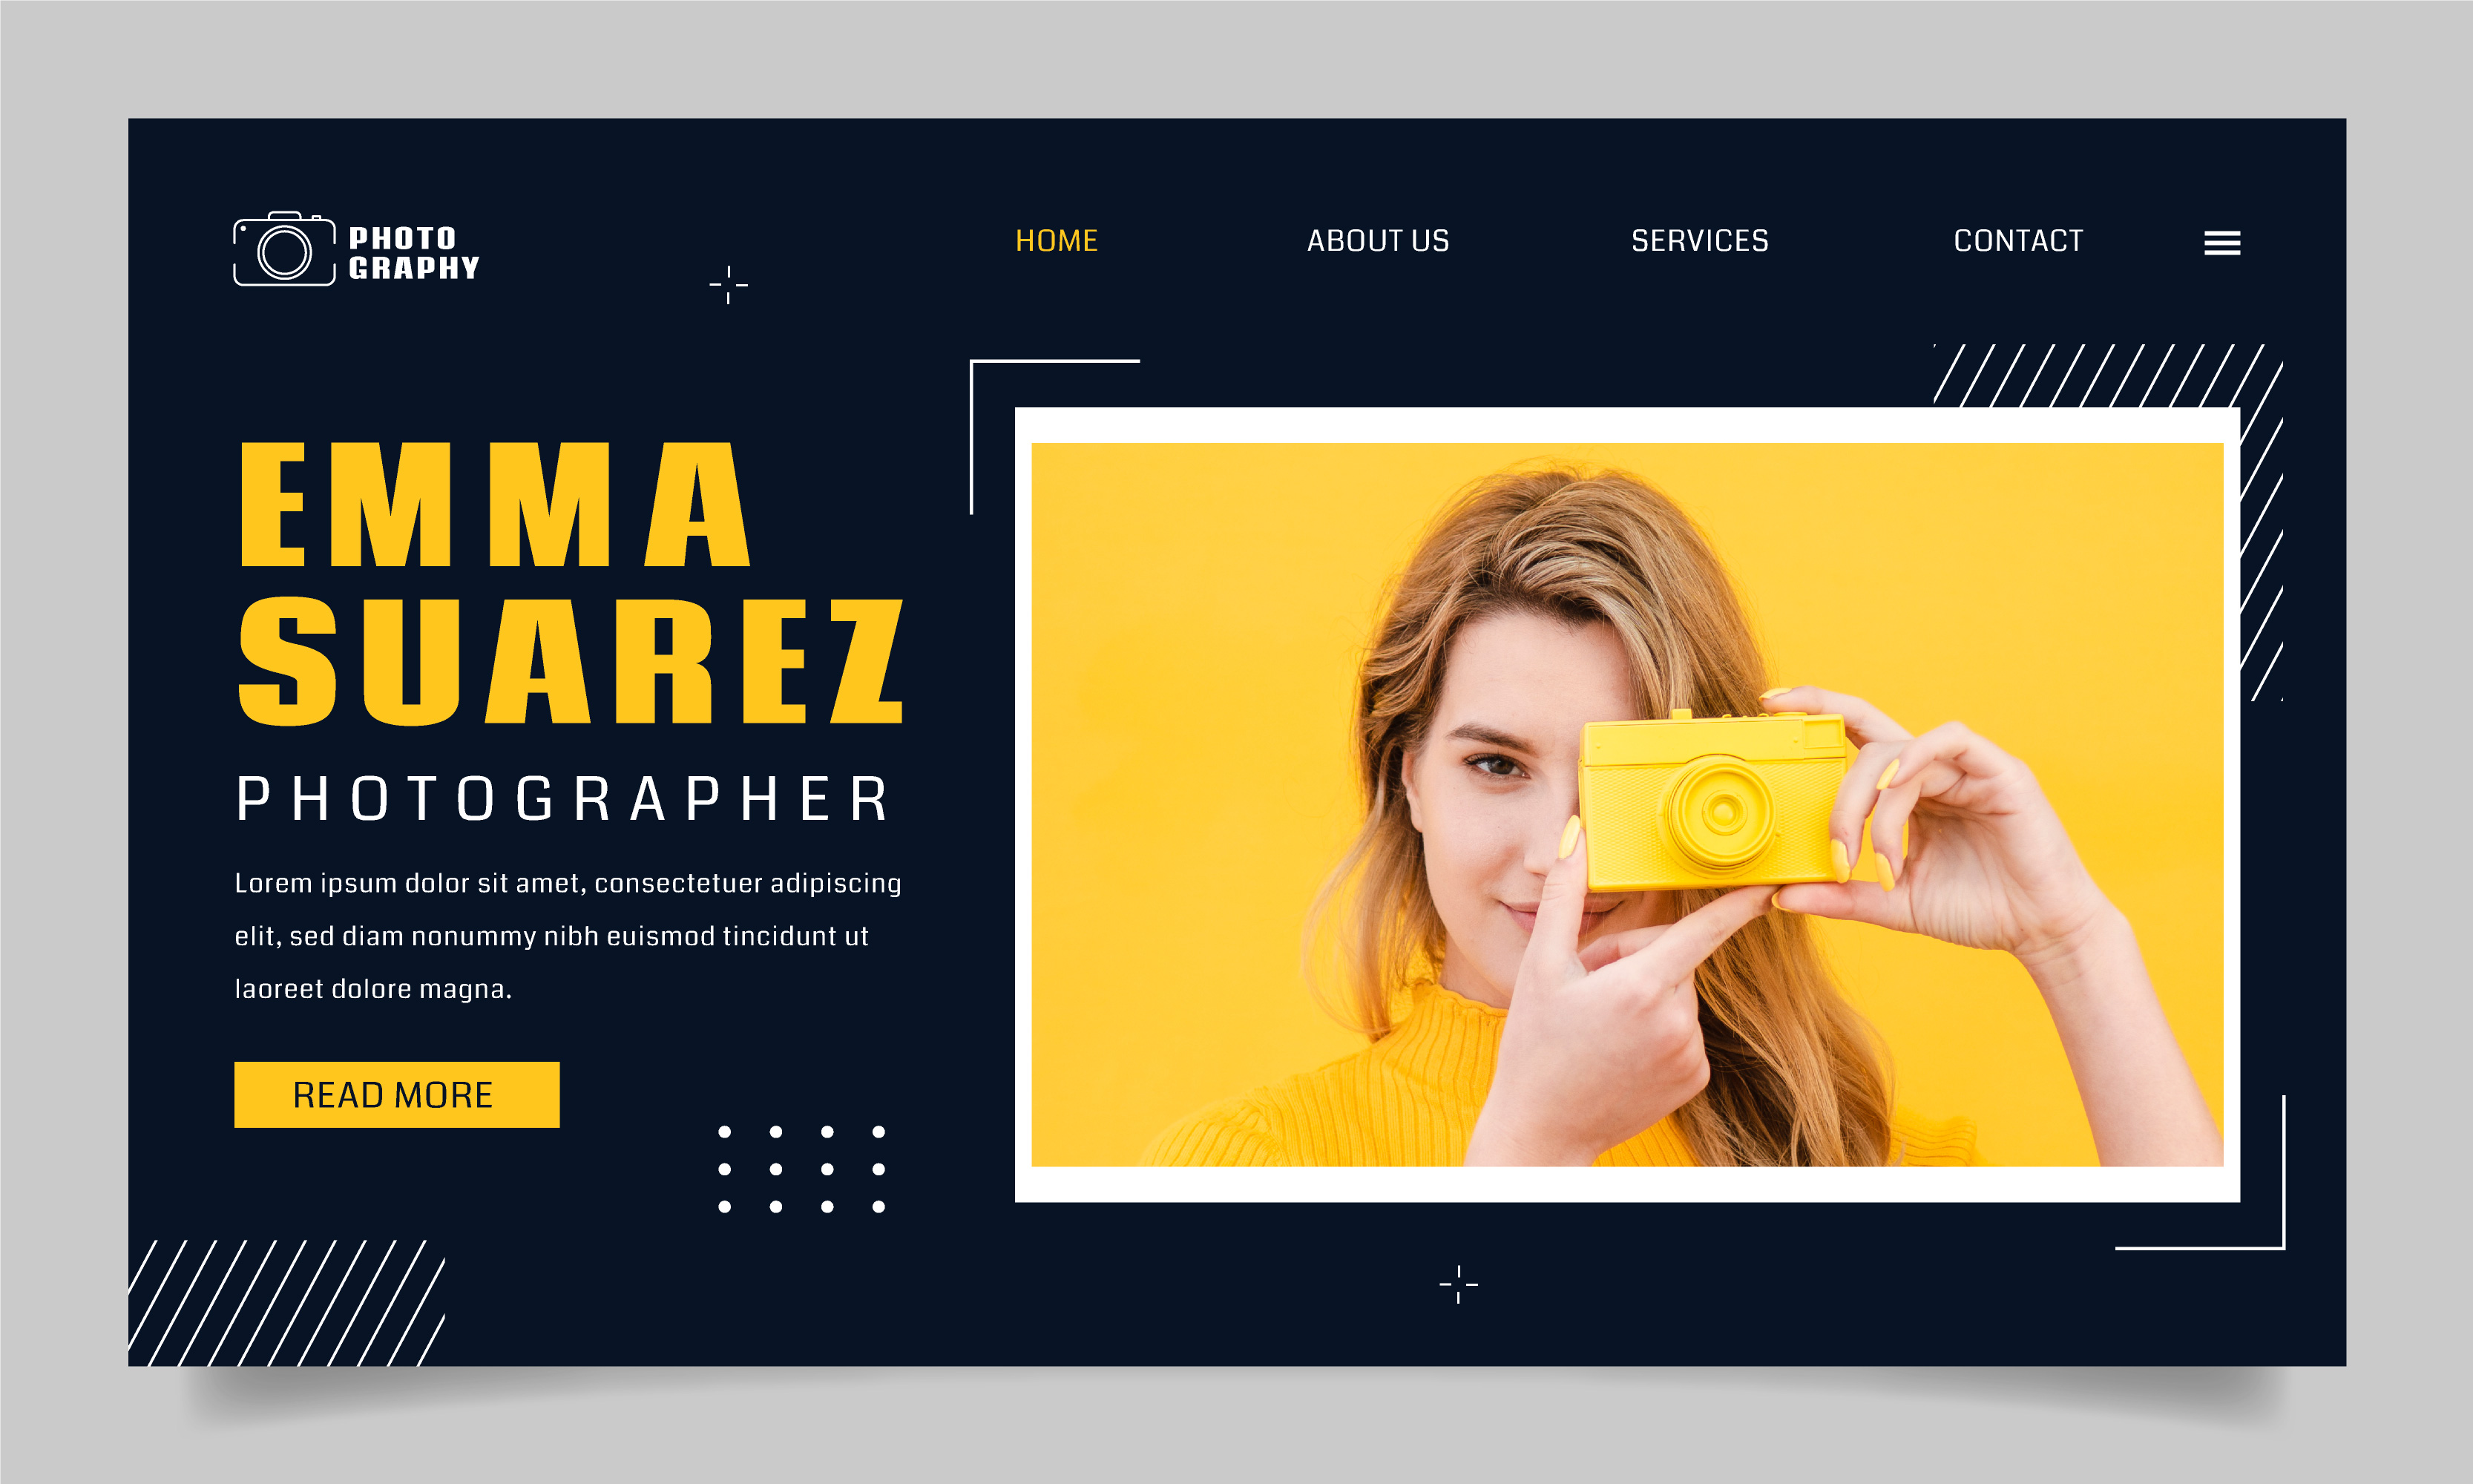 PHOTO
GRAPHY
HOME
ABOUT US
SERVICES
CONTACT
EMMA
SUAREZ
PHOTOGRAPHER
Lorem ipsum dolor sit amet, consectetuer adipiscing
elit, sed diam nonummy nibh euismod tincidunt ut
laoreet dolore magna.
READ MORE